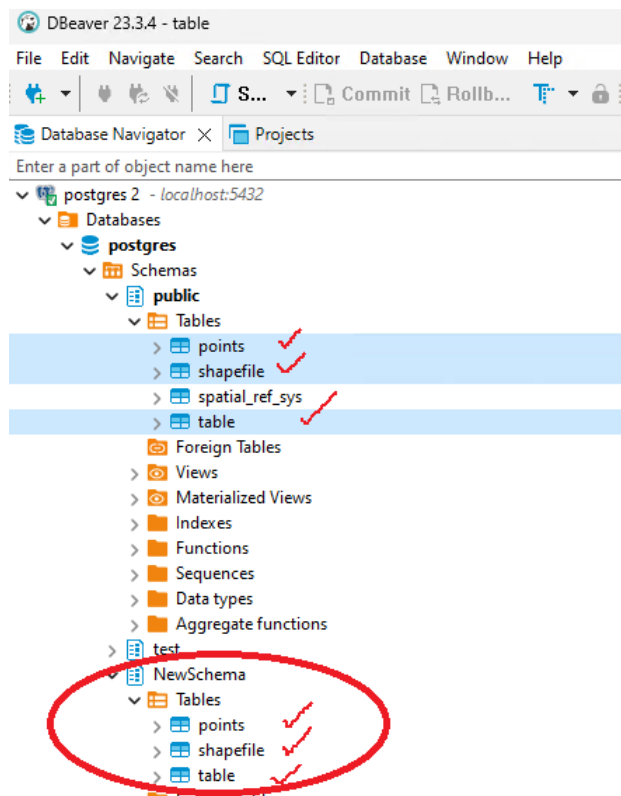 DBeaver 23.3.4 - table
File Edit Navigate Search SQL Editor Database Window Help
S... Commit Rollb...
Database Navigator Projects
Enter a part of object name here
postgres 2 - localhost:5432
Databases
postgres
Schemas
public
Tables
points
shapefile
spatial_ref_sys
table
Foreign Tables
Views
Materialized Views
Indexes
Functions
Sequences
Data types
Aggregate functions
test
NewSchema
Tables
points
shapefile
table